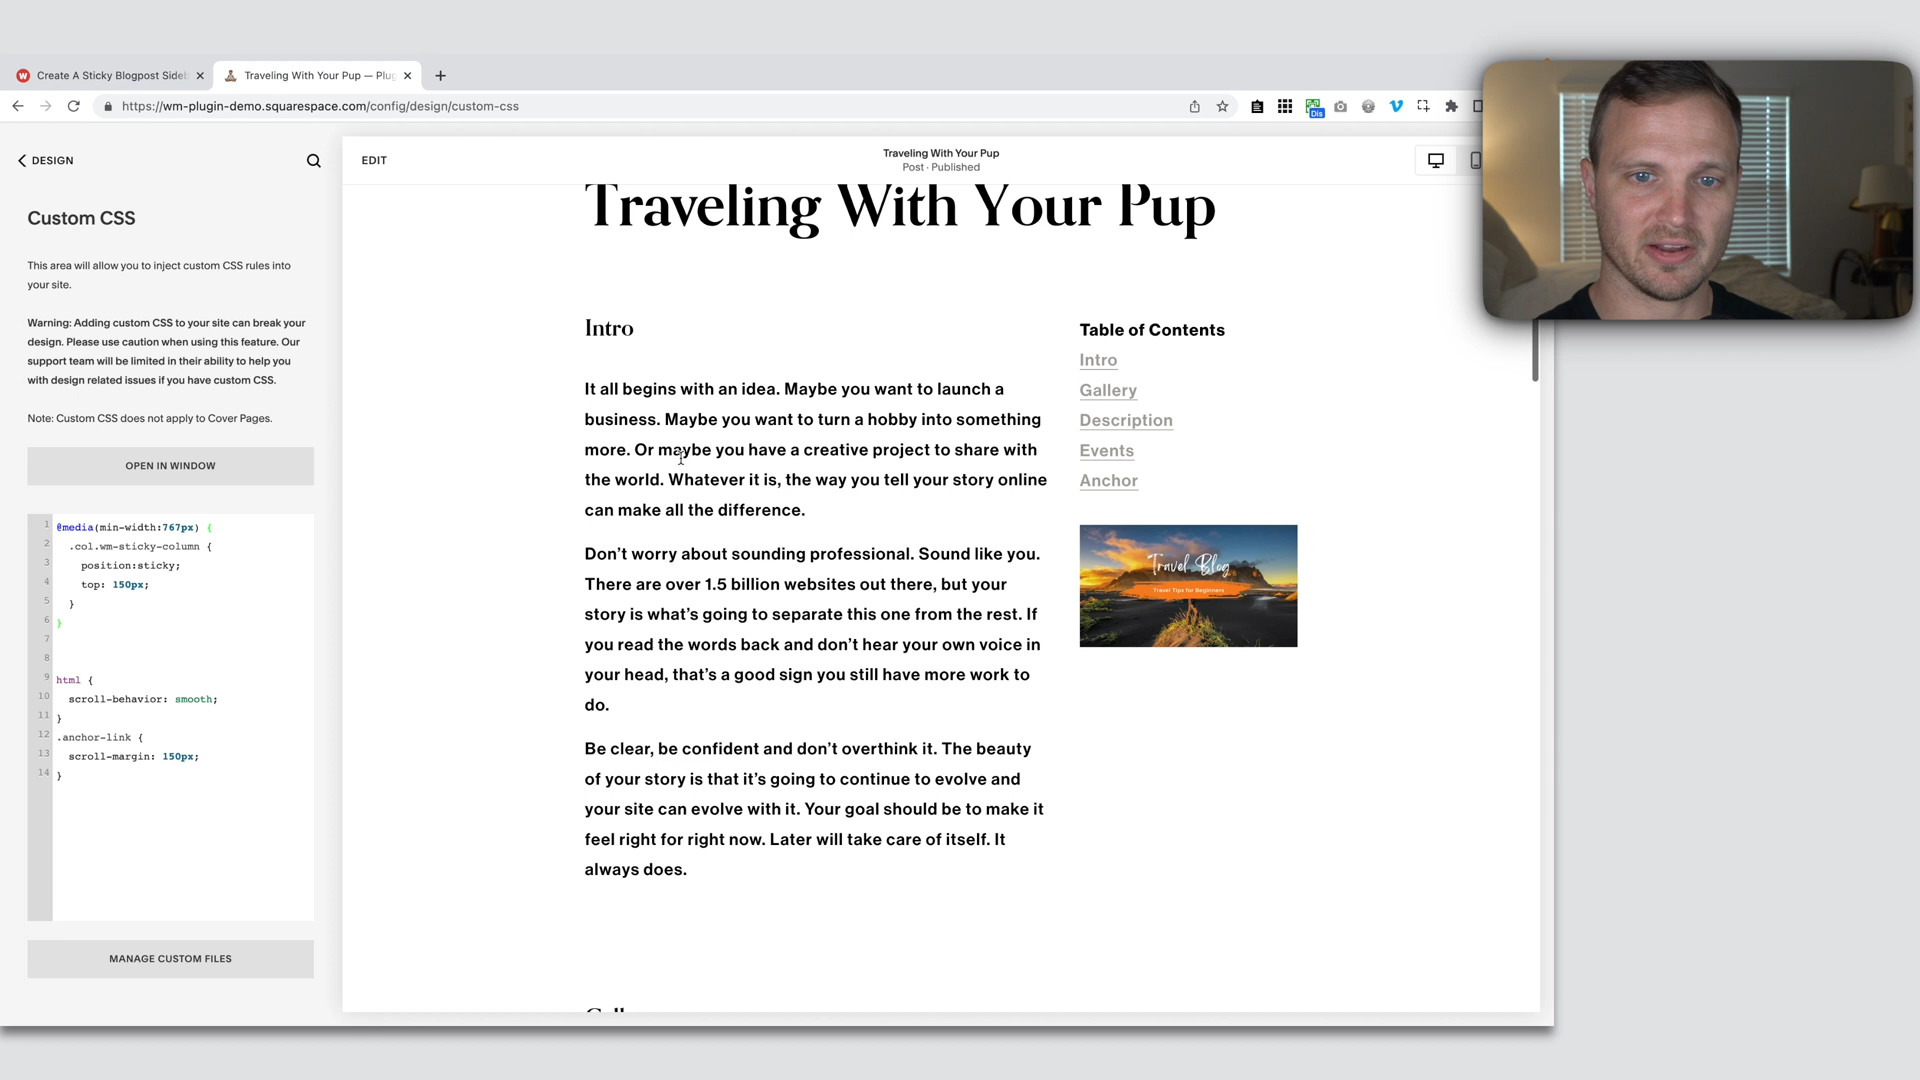 Create A Sticky Blogpost Sideb
Traveling With Your Pup — Plug
https://wm-plugin-demo.squarespace.com/config/design/custom-css
Dis
DESIGN
Custom CSS
This area will allow you to inject custom CSS rules into
your site.
Warning: Adding custom CSS to your site can break your
design. Please use caution when using this feature. Our
support team will be limited in their ability to help you
with design related issues if you have custom CSS.
Note: Custom CSS does not apply to Cover Pages.
OPEN IN WINDOW
1 @media(min-width:767px) {
2 .col.wm-sticky-column {
3 position:sticky;
4 top: 150px;
5 }
6 }
7
8
9 html {
10 scroll-behavior: smooth;
11 }
12 .anchor-link {
13 scroll-margin: 150px;
14 }
MANAGE CUSTOM FILES
EDIT
Traveling With Your Pup
Post · Published
Traveling With Your Pup
Intro
It all begins with an idea. Maybe you want to launch a
business. Maybe you want to turn a hobby into something
more. Or maybe you have a creative project to share with
the world. Whatever it is, the way you tell your story online
can make all the difference.
Don’t worry about sounding professional. Sound like you.
There are over 1.5 billion websites out there, but your
story is what’s going to separate this one from the rest. If
you read the words back and don’t hear your own voice in
your head, that’s a good sign you still have more work to
do.
Be clear, be confident and don’t overthink it. The beauty
of your story is that it’s going to continue to evolve and
your site can evolve with it. Your goal should be to make it
feel right for right now. Later will take care of itself. It
always does.
Table of Contents
Intro
Gallery
Description
Events
Anchor
Travel Blog
Travel Tips for Beginners